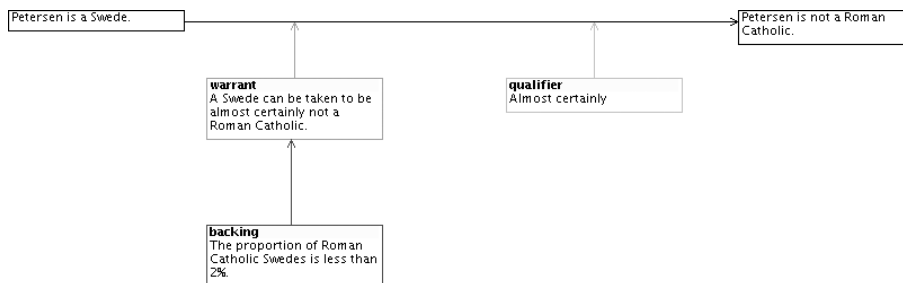 Petersen is a Swede.
Petersen is not a Roman
Catholic.
warrant
A Swede can be taken to be
almost certainly not a
Roman Catholic.
qualifier
Almost certainly
backing
The proportion of Roman
Catholic Swedes is less than
2%.